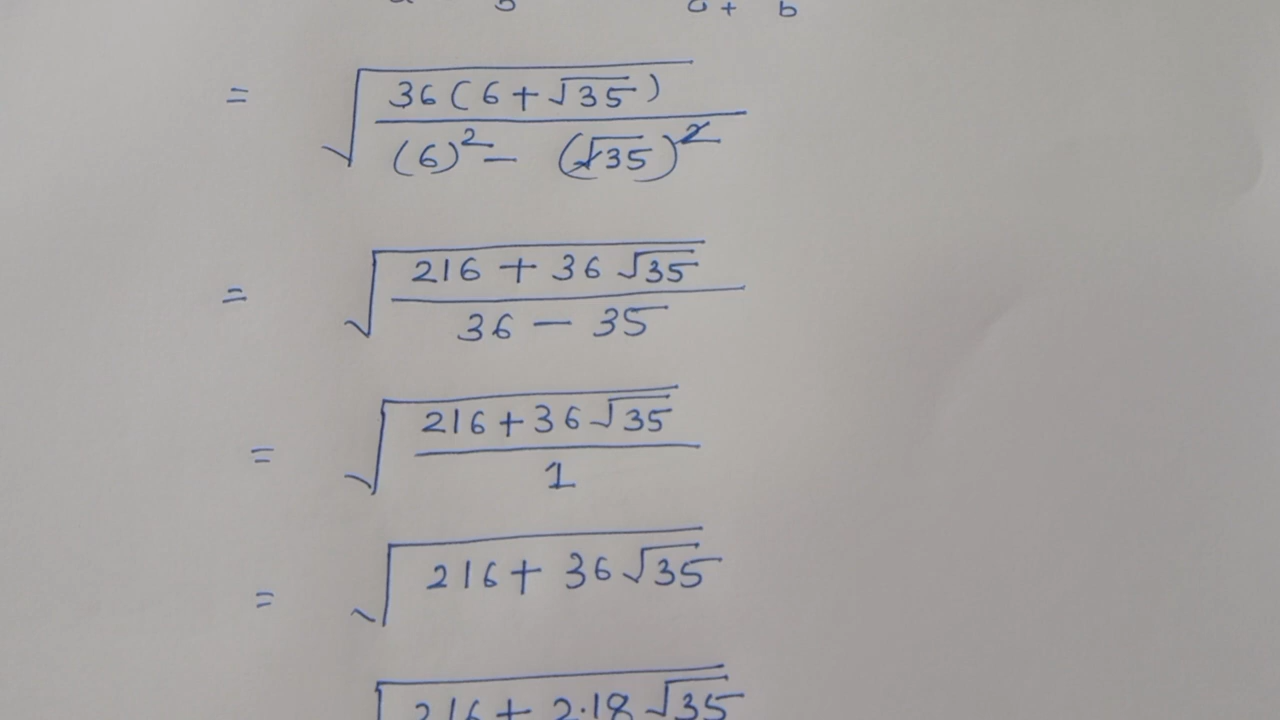 = √(36(6+√35) / (6)² - (√35)²)
= √(216 + 36√35 / 36 - 35)
= √(216+36√35 / 1)
= √(216+ 36√35)
√(216+ 2·18√35)